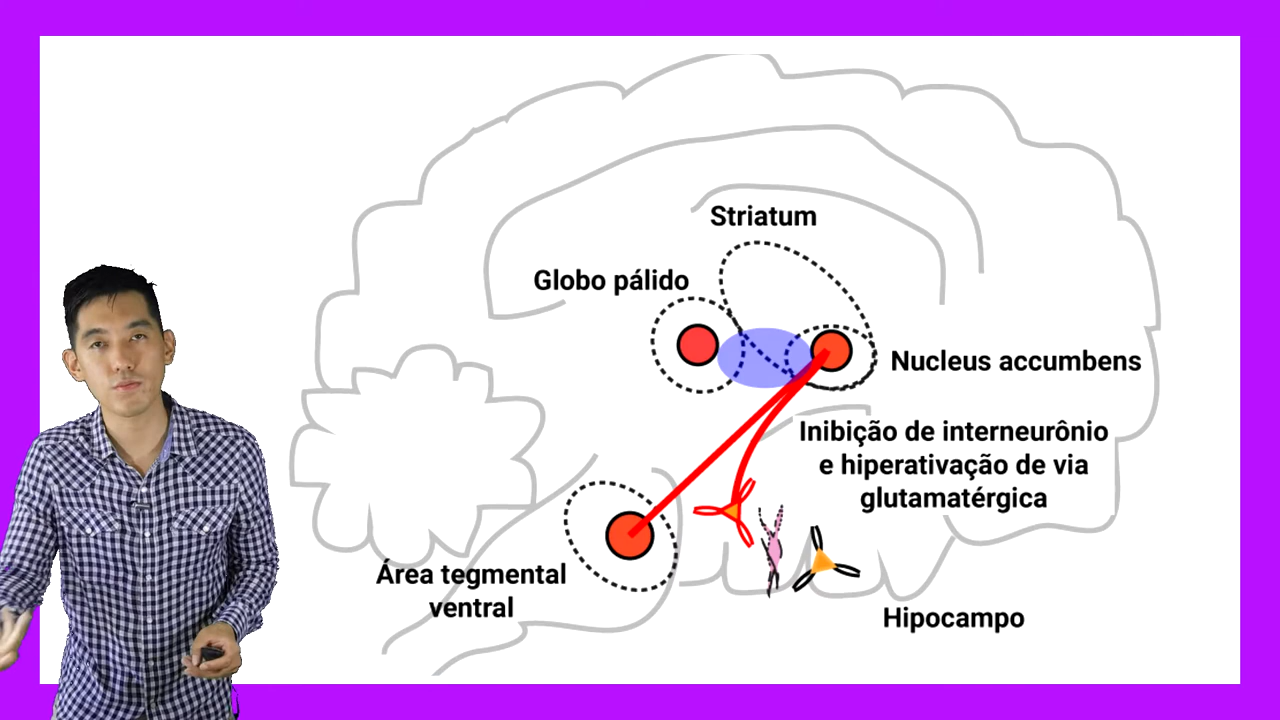 Striatum
Globo pálido
Nucleus accumbens
Inibição de interneurônio
e hiperativação de via
glutamatérgica
Área tegmental
ventral
Hipocampo